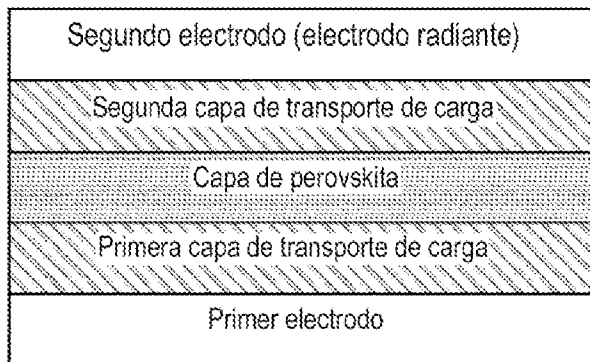 Segundo electrodo (electrodo radiante)
Segunda capa de transporte de carga
Capa de perovskita
Primera capa de transporte de carga
Primer electrodo